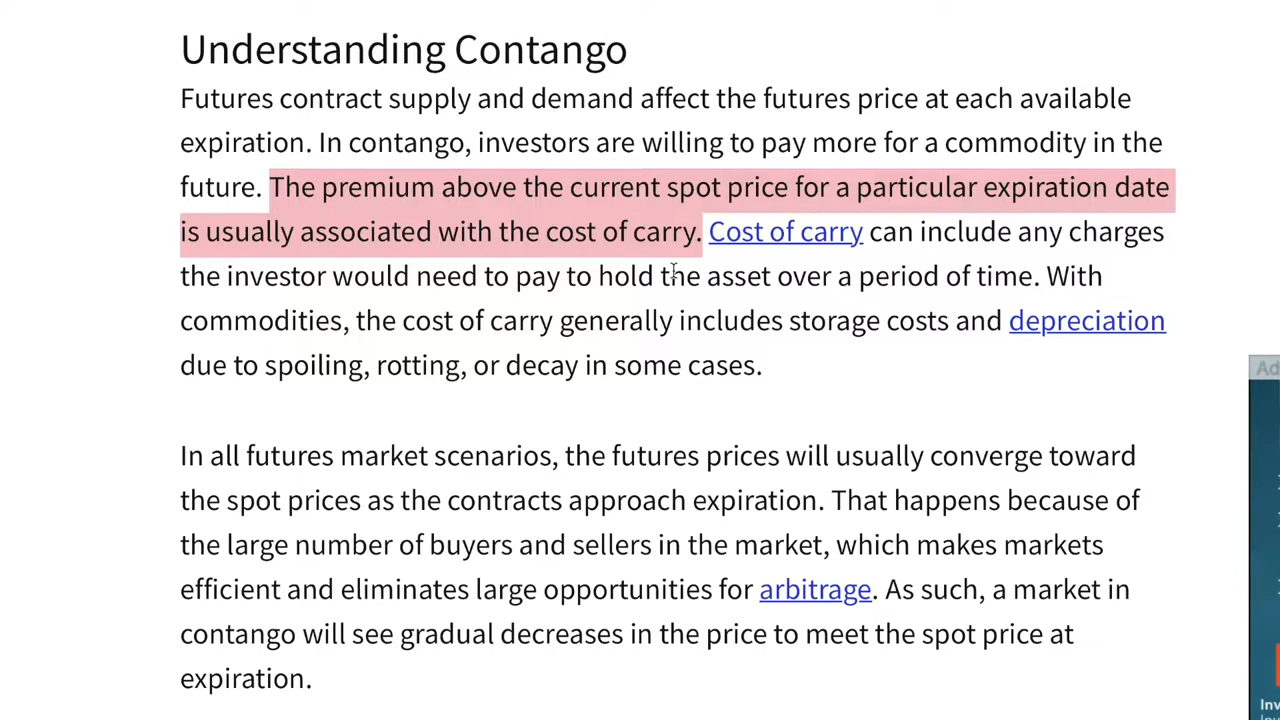 Understanding Contango
Futures contract supply and demand affect the futures price at each available
expiration. In contango, investors are willing to pay more for a commodity in the
future. The premium above the current spot price for a particular expiration date
is usually associated with the cost of carry. Cost of carry can include any charges
the investor would need to pay to hold the asset over a period of time. With
commodities, the cost of carry generally includes storage costs and depreciation
due to spoiling, rotting, or decay in some cases.
In all futures market scenarios, the futures prices will usually converge toward
the spot prices as the contracts approach expiration. That happens because of
the large number of buyers and sellers in the market, which makes markets
efficient and eliminates large opportunities for arbitrage. As such, a market in
contango will see gradual decreases in the price to meet the spot price at
expiration.
Ad